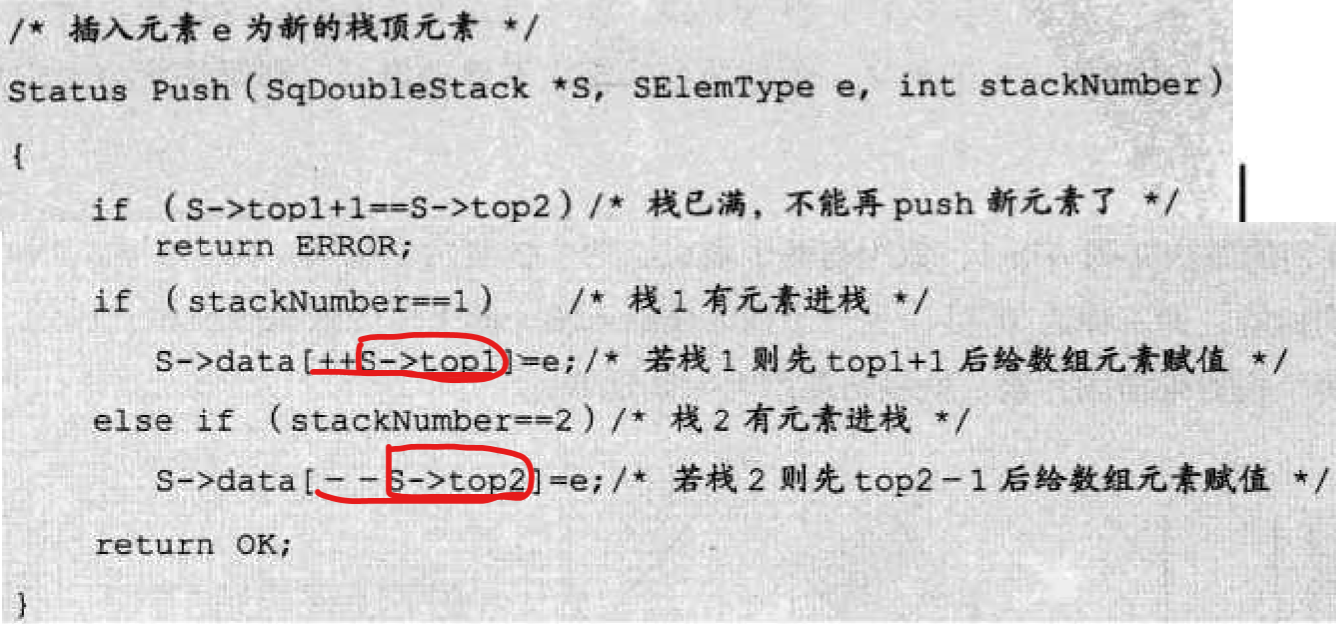 /* 插入元素 e 为新的栈顶元素 */
Status Push（SqDoubleStack *S, SElemType e, int stackNumber）
{
if （S->top1+1==S->top2）/* 栈已满，不能再 push 新元素了 */
return ERROR;
if （stackNumber==1） /* 栈 1 有元素进栈 */
S->data[++S->top1]=e;/* 若栈 1 则先 top1+1 后给数组元素赋值 */
else if （stackNumber==2）/* 栈 2 有元素进栈 */
S->data[--S->top2]=e;/* 若栈 2 则先 top2－1 后给数组元素赋值 */
return OK;
}